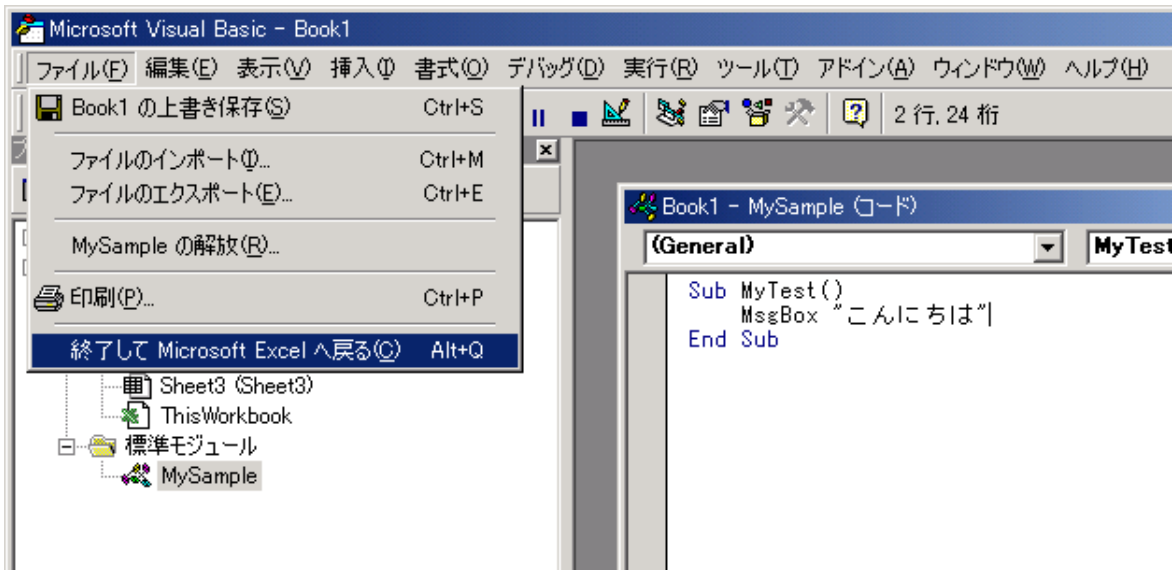 Microsoft Visual Basic - Book1
ファイル(F) 編集(E) 表示(V) 挿入(I) 書式(O) デバッグ(D) 実行(R) ツール(T) アドイン(A) ウィンドウ(W) ヘルプ(H)
2 行, 24 桁
Book1 の上書き保存(S) Ctrl+S
ファイルのインポート(I)... Ctrl+M
ファイルのエクスポート(E)... Ctrl+E
MySample の解放(R)...
印刷(P)... Ctrl+P
終了して Microsoft Excel へ戻る(C) Alt+Q
Sheet3 (Sheet3)
ThisWorkbook
標準モジュール
MySample
Book1 - MySample (コード)
(General) MyTest
Sub MyTest()
MsgBox "こんにちは"
End Sub